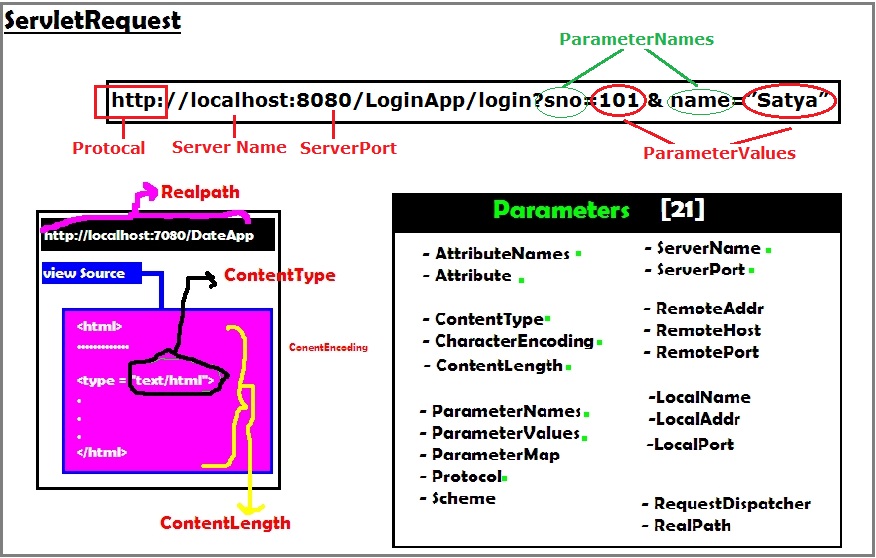 ServletRequest
ParameterNames
http://localhost:8080/LoginApp/login?sno=101 & name=”Satya”
Protocal
Server Name
ServerPort
ParameterValues
Realpath
http://localhost:7080/DateApp
view Source
ContentType
<html>
.............
ConenEncoding
<type = "text/html">
.
.
.
</html>
ContentLength
Parameters [21]
- AttributeNames
- Attribute
- ContentType
- CharacterEncoding
- ContentLength
- ParameterNames
- ParameterValues
- ParameterMap
- Protocol
- Scheme
- ServerName
- ServerPort
- RemoteAddr
- RemoteHost
- RemotePort
-LocalName
-LocalAddr
-LocalPort
- RequestDispatcher
- RealPath